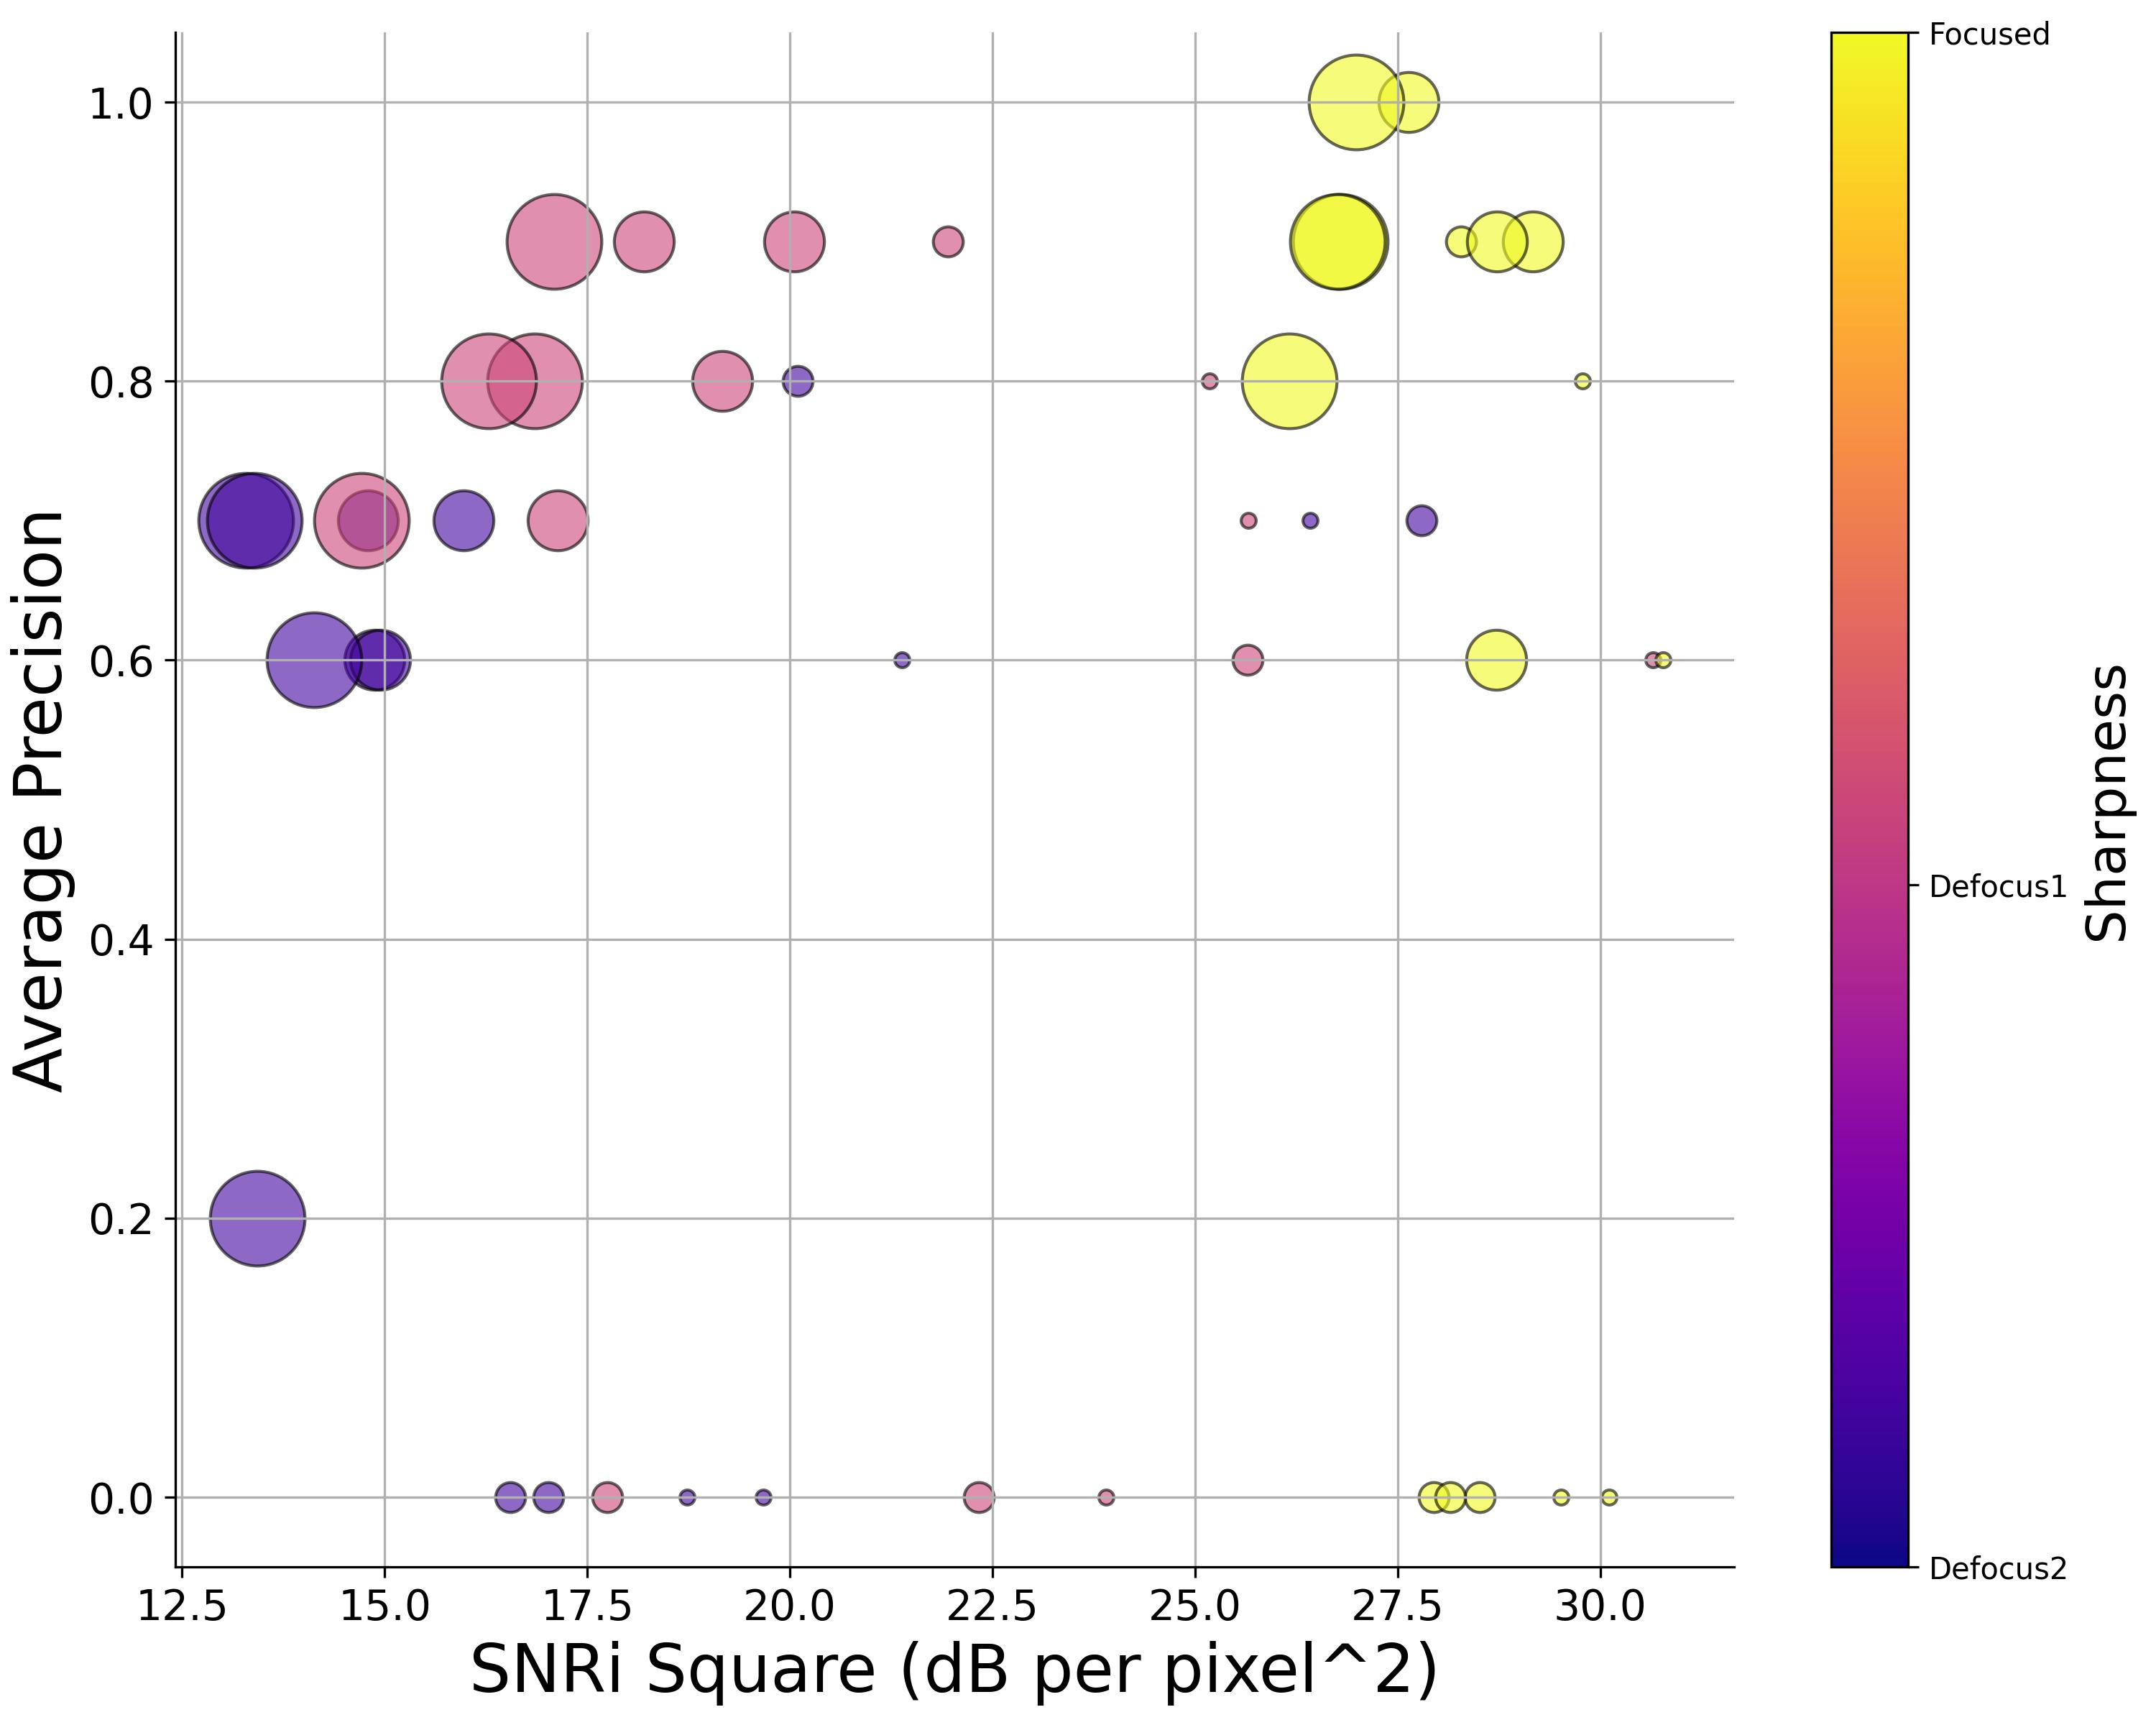 Average Precision
1.0
0.8
0.6
0.4
0.2
0.0
12.5 15.0 17.5 20.0 22.5 25.0 27.5 30.0
SNRi Square (dB per pixel^2)
Focused
Defocus1
Defocus2
Sharpness